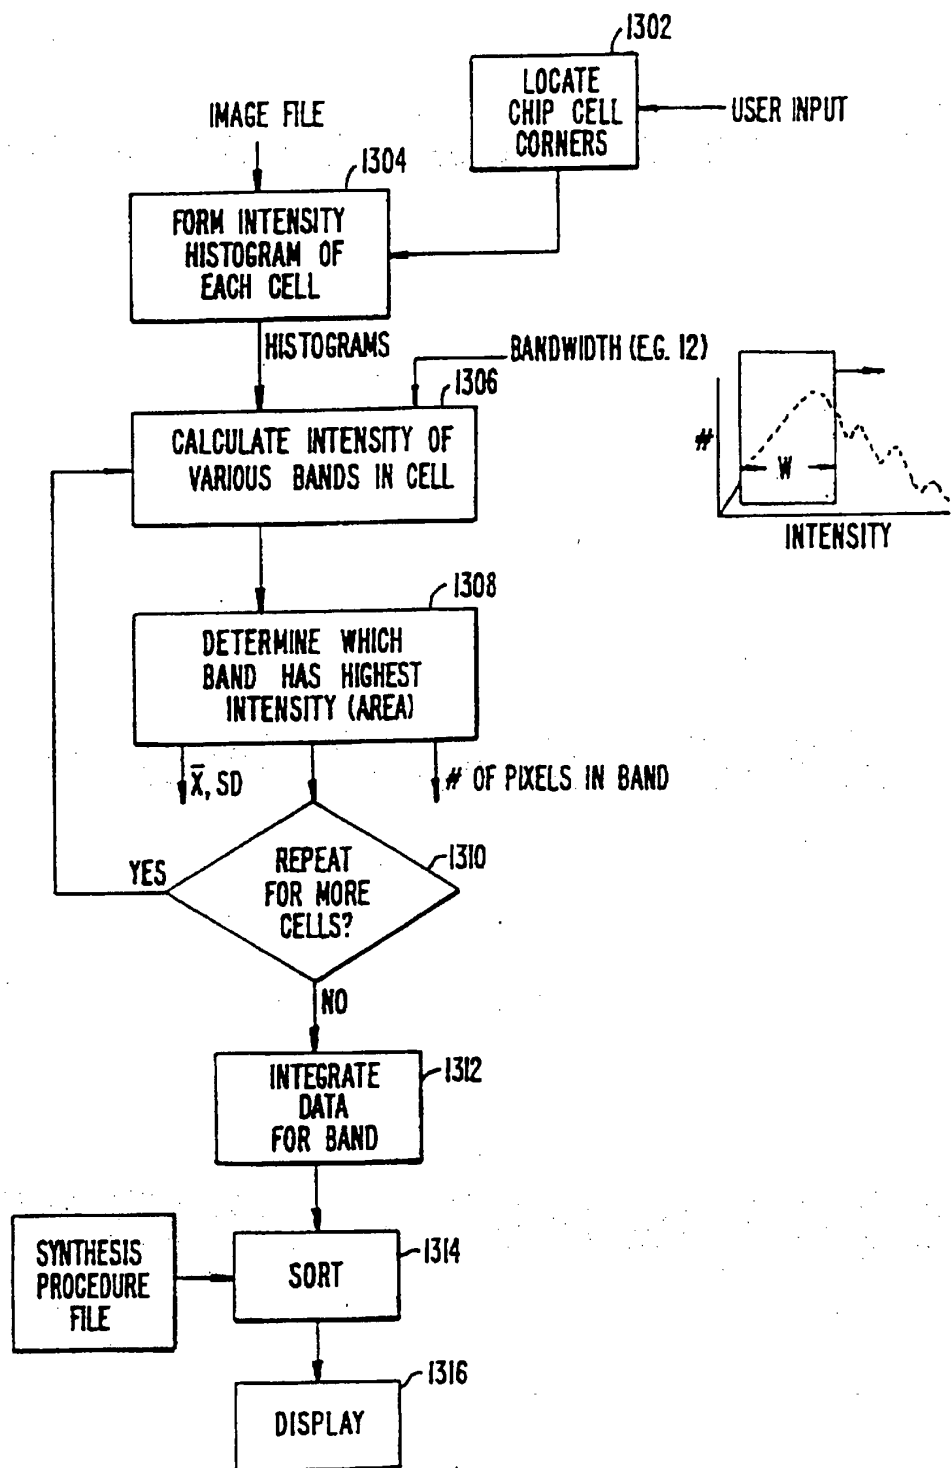 1302
LOCATE
CHIP CELL
CORNERS
USER INPUT
IMAGE FILE
1304
FORM INTENSITY
HISTOGRAM OF
EACH CELL
HISTOGRAMS
BANDWIDTH (E.G. 12)
1306
CALCULATE INTENSITY OF
VARIOUS BANDS IN CELL
#
W
INTENSITY
1308
DETERMINE WHICH
BAND HAS HIGHEST
INTENSITY (AREA)
X̄, SD
# OF PIXELS IN BAND
YES
1310
REPEAT
FOR MORE
CELLS?
NO
1312
INTEGRATE
DATA
FOR BAND
SYNTHESIS
PROCEDURE
FILE
1314
SORT
1316
DISPLAY